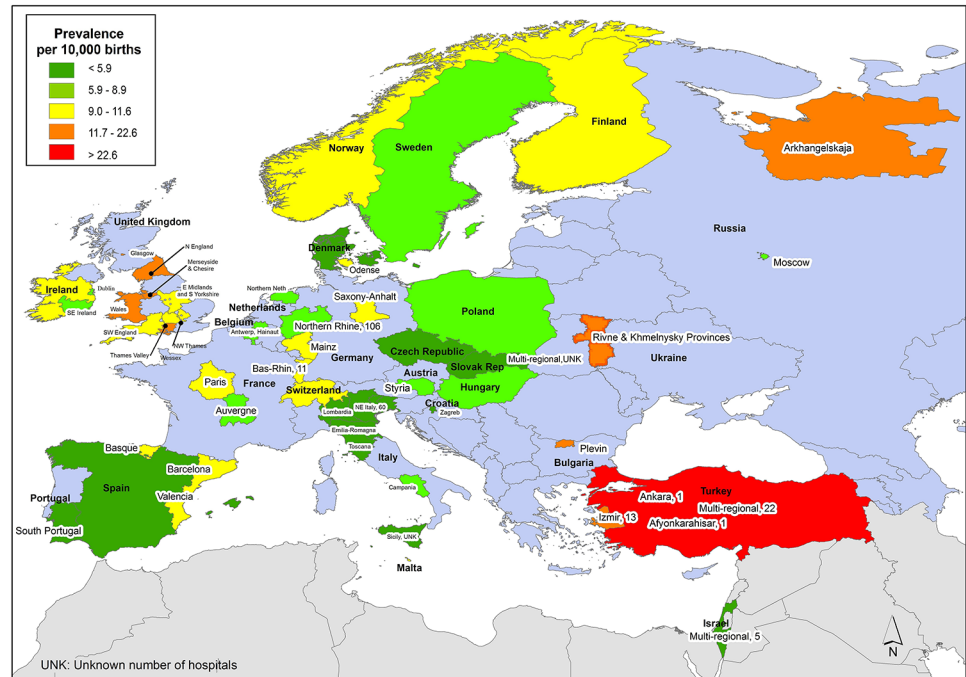 Prevalence
per 10,000 births
< 5.9
5.9 - 8.9
9.0 - 11.6
11.7 - 22.6
> 22.6
Norway
Sweden
Finland
Arkhangelskaja
Russia
Moscow
United Kingdom
Glasgow
N England
Merseyside
& Chesire
Ireland
Dublin
E Midlands
and S Yorkshire
SE Ireland
Wales
SW England
Thames Valley
Wessex
NW Thames
Denmark
Odense
Northern Neth
Netherlands
Saxony-Anhalt
Belgium
Antwerp, Hainaut
Northern Rhine, 106
Poland
Mainz
Germany
Czech Republic
Multi-regional,UNK
Slovak Rep
Rivne & Khmelnysky Provinces
Ukraine
Bas-Rhin, 11
Paris
France
Switzerland
Austria
Styria
Hungary
Auvergne
Croatia
Zagreb
NE Italy, 60
Lombardia
Emilia-Romagna
Toscana
Italy
Campania
Sicily, UNK
Malta
Basque
Barcelona
Spain
Valencia
Portugal
South Portugal
Plevin
Bulgaria
Turkey
Ankara, 1
Multi-regional, 22
Izmir, 13
Afyonkarahisar, 1
Israel
Multi-regional, 5
N
UNK: Unknown number of hospitals